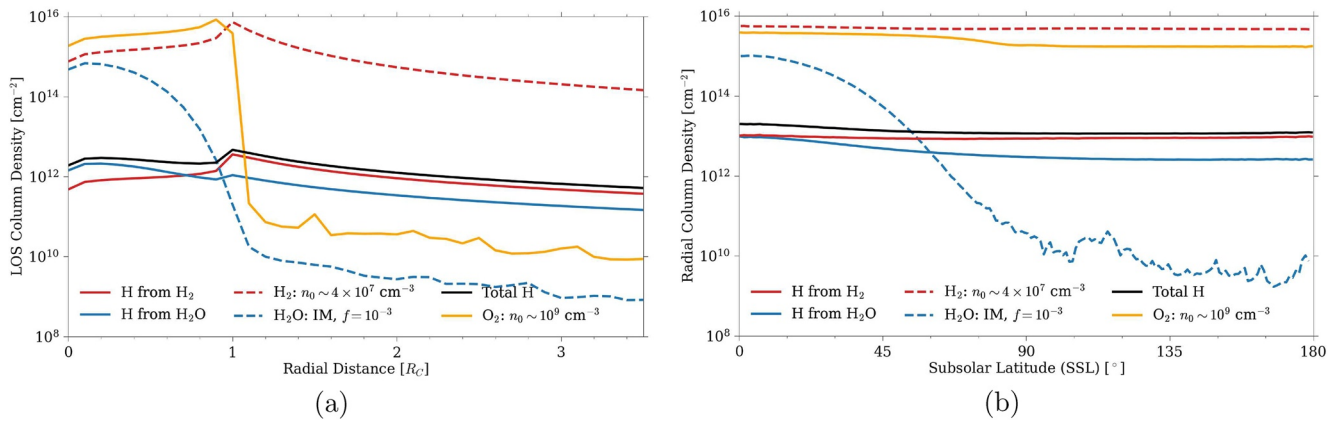 10^16
10^14
10^12
10^10
10^8
LOS Column Density [cm^−2]
H from H₂
H from H₂O
H₂: n₀ ~ 4 × 10^7 cm^−3
H₂O: IM, f = 10^−3
Total H
O₂: n₀ ~ 10^9 cm^−3
0 1 2 3
Radial Distance [R_C]
(a)
10^16
10^14
10^12
10^10
10^8
Radial Column Density [cm^−2]
H from H₂
H from H₂O
H₂: n₀ ~ 4 × 10^7 cm^−3
H₂O: IM, f = 10^−3
Total H
O₂: n₀ ~ 10^9 cm^−3
0 45 90 135 180
Subsolar Latitude (SSL) [°]
(b)